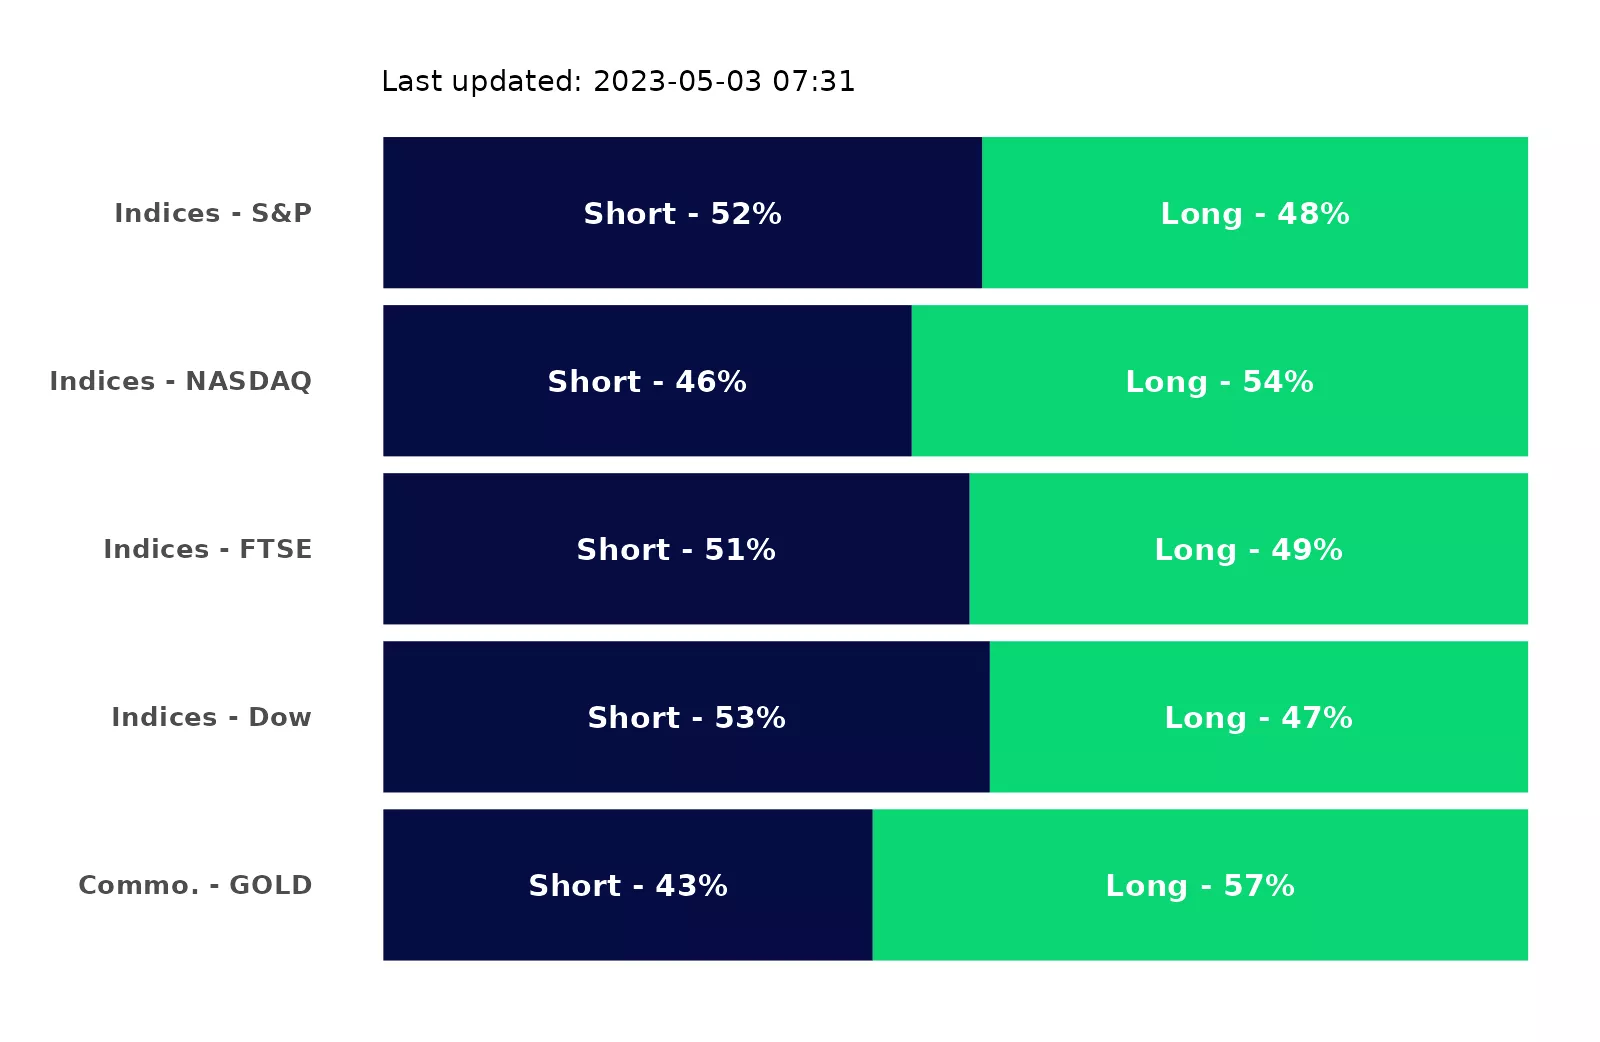 Last updated: 2023-05-03 07:31
Indices - S&P Short - 52% Long - 48%
Indices - NASDAQ Short - 46% Long - 54%
Indices - FTSE Short - 51% Long - 49%
Indices - Dow Short - 53% Long - 47%
Commo. - GOLD Short - 43% Long - 57%